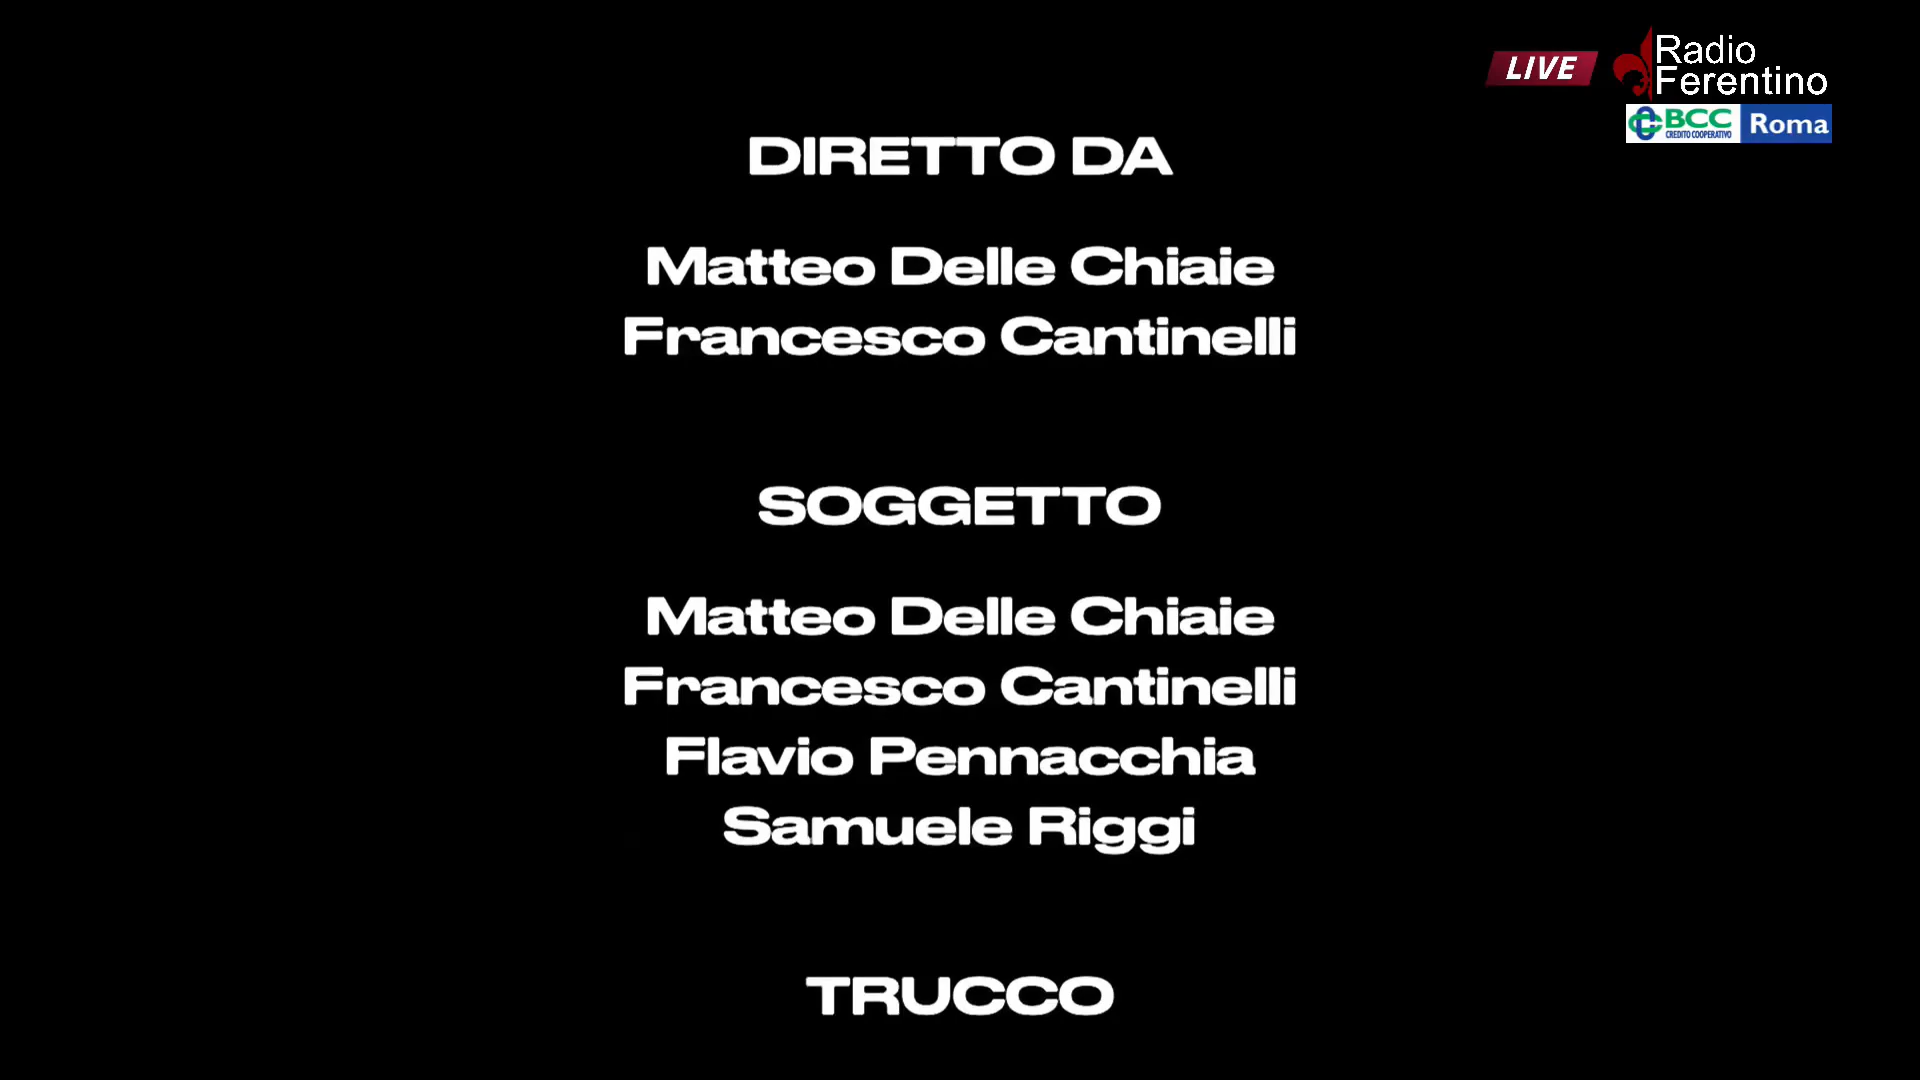 LIVE
Radio
Ferentino
BCC
CREDITO COOPERATIVO
Roma
DIRETTO DA
Matteo Delle Chiaie
Francesco Cantinelli
SOGGETTO
Matteo Delle Chiaie
Francesco Cantinelli
Flavio Pennacchia
Samuele Riggi
TRUCCO